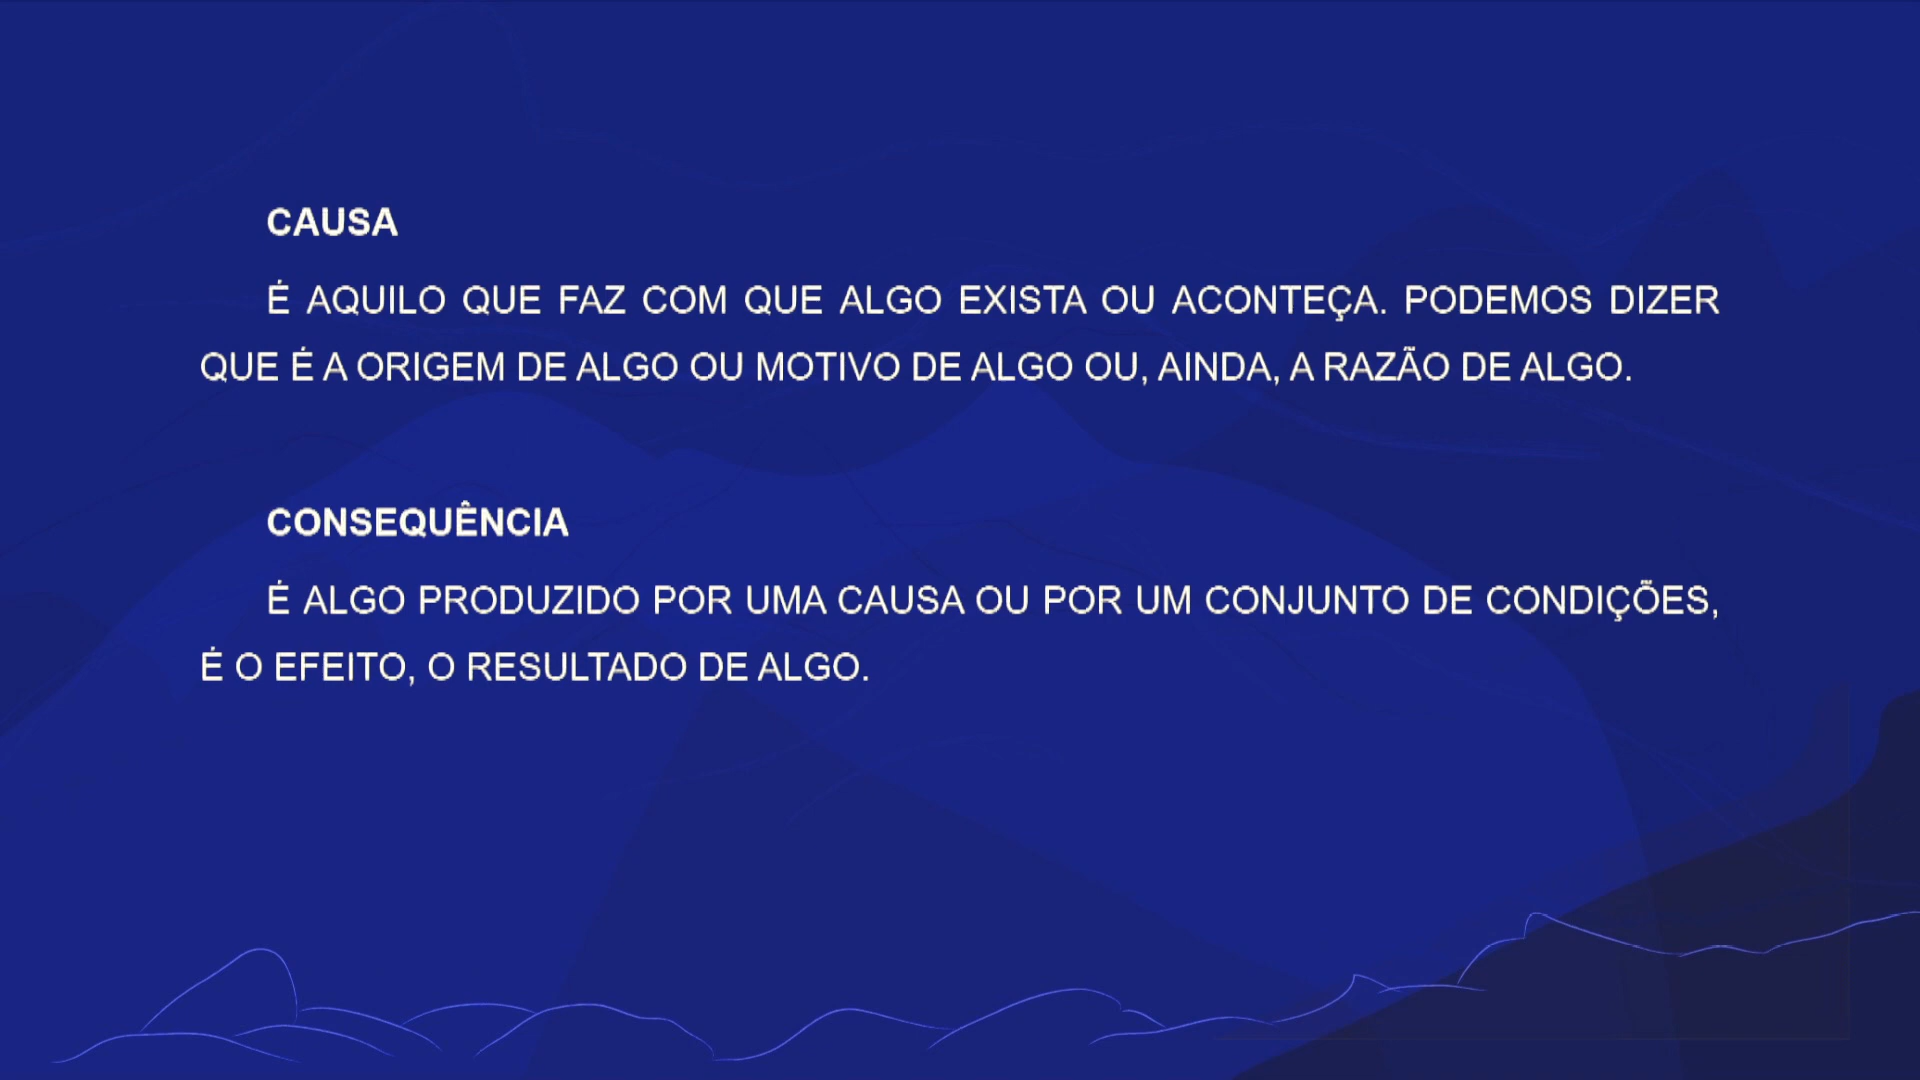 CAUSA
É AQUILO QUE FAZ COM QUE ALGO EXISTA OU ACONTEÇA. PODEMOS DIZER
QUE É A ORIGEM DE ALGO OU MOTIVO DE ALGO OU, AINDA, A RAZÃO DE ALGO.
CONSEQUÊNCIA
É ALGO PRODUZIDO POR UMA CAUSA OU POR UM CONJUNTO DE CONDIÇÕES,
É O EFEITO, O RESULTADO DE ALGO.